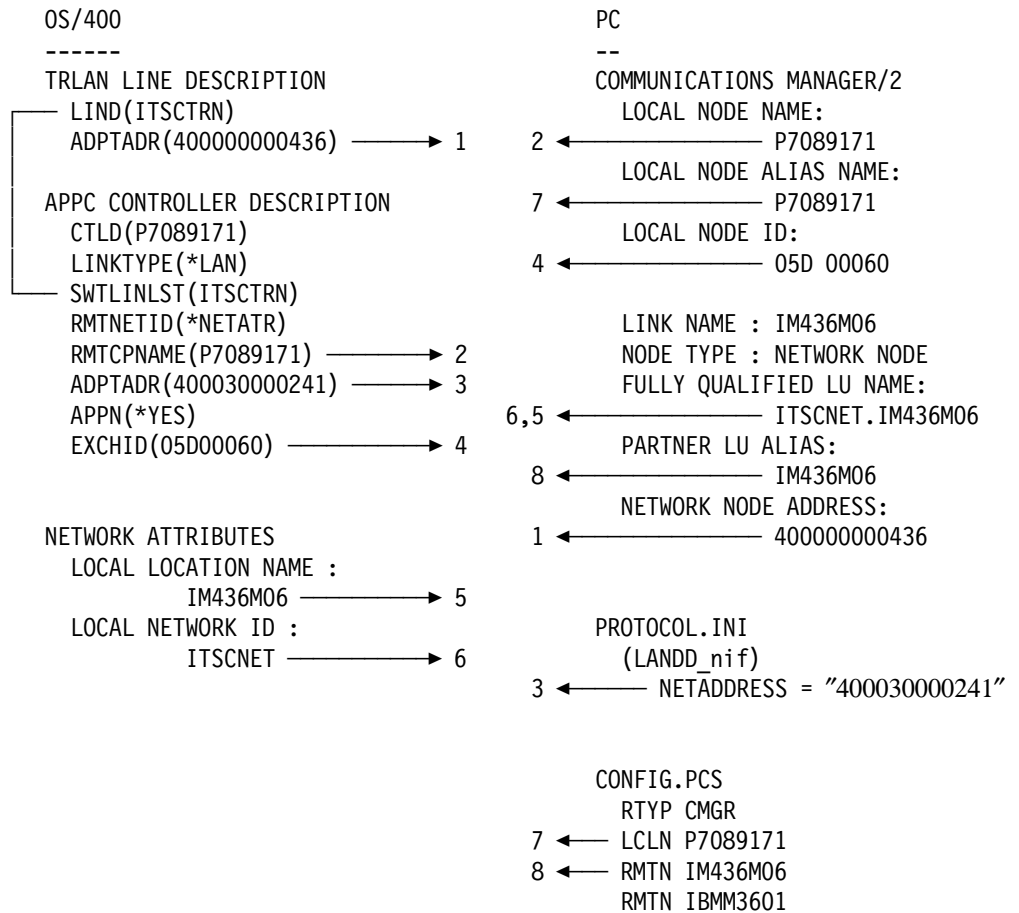 OS/400
------
TRLAN LINE DESCRIPTION
LIND(ITSCTRN)
ADPTADR(400000000436) ────► 1
APPC CONTROLLER DESCRIPTION
CTLD(P7089171)
LINKTYPE(*LAN)
SWTLINLST(ITSCTRN)
RMTNETID(*NETATR)
RMTCPNAME(P7089171) ────► 2
ADPTADR(400030000241) ────► 3
APPN(*YES)
EXCHID(05D00060) ────► 4
NETWORK ATTRIBUTES
LOCAL LOCATION NAME :
IM436M06 ────► 5
LOCAL NETWORK ID :
ITSCNET ────► 6
PC
--
COMMUNICATIONS MANAGER/2
LOCAL NODE NAME:
2 ◄──── P7089171
LOCAL NODE ALIAS NAME:
7 ◄──── P7089171
LOCAL NODE ID:
4 ◄──── 05D 00060
LINK NAME : IM436M06
NODE TYPE : NETWORK NODE
FULLY QUALIFIED LU NAME:
6,5 ◄──── ITSCNET.IM436M06
PARTNER LU ALIAS:
8 ◄──── IM436M06
NETWORK NODE ADDRESS:
1 ◄──── 400000000436
PROTOCOL.INI
(LANDD_nif)
3 ◄──── NETADDRESS = ″400030000241″
CONFIG.PCS
RTYP CMGR
7 ◄──── LCLN P7089171
8 ◄──── RMTN IM436M06
RMTN IBMM3601